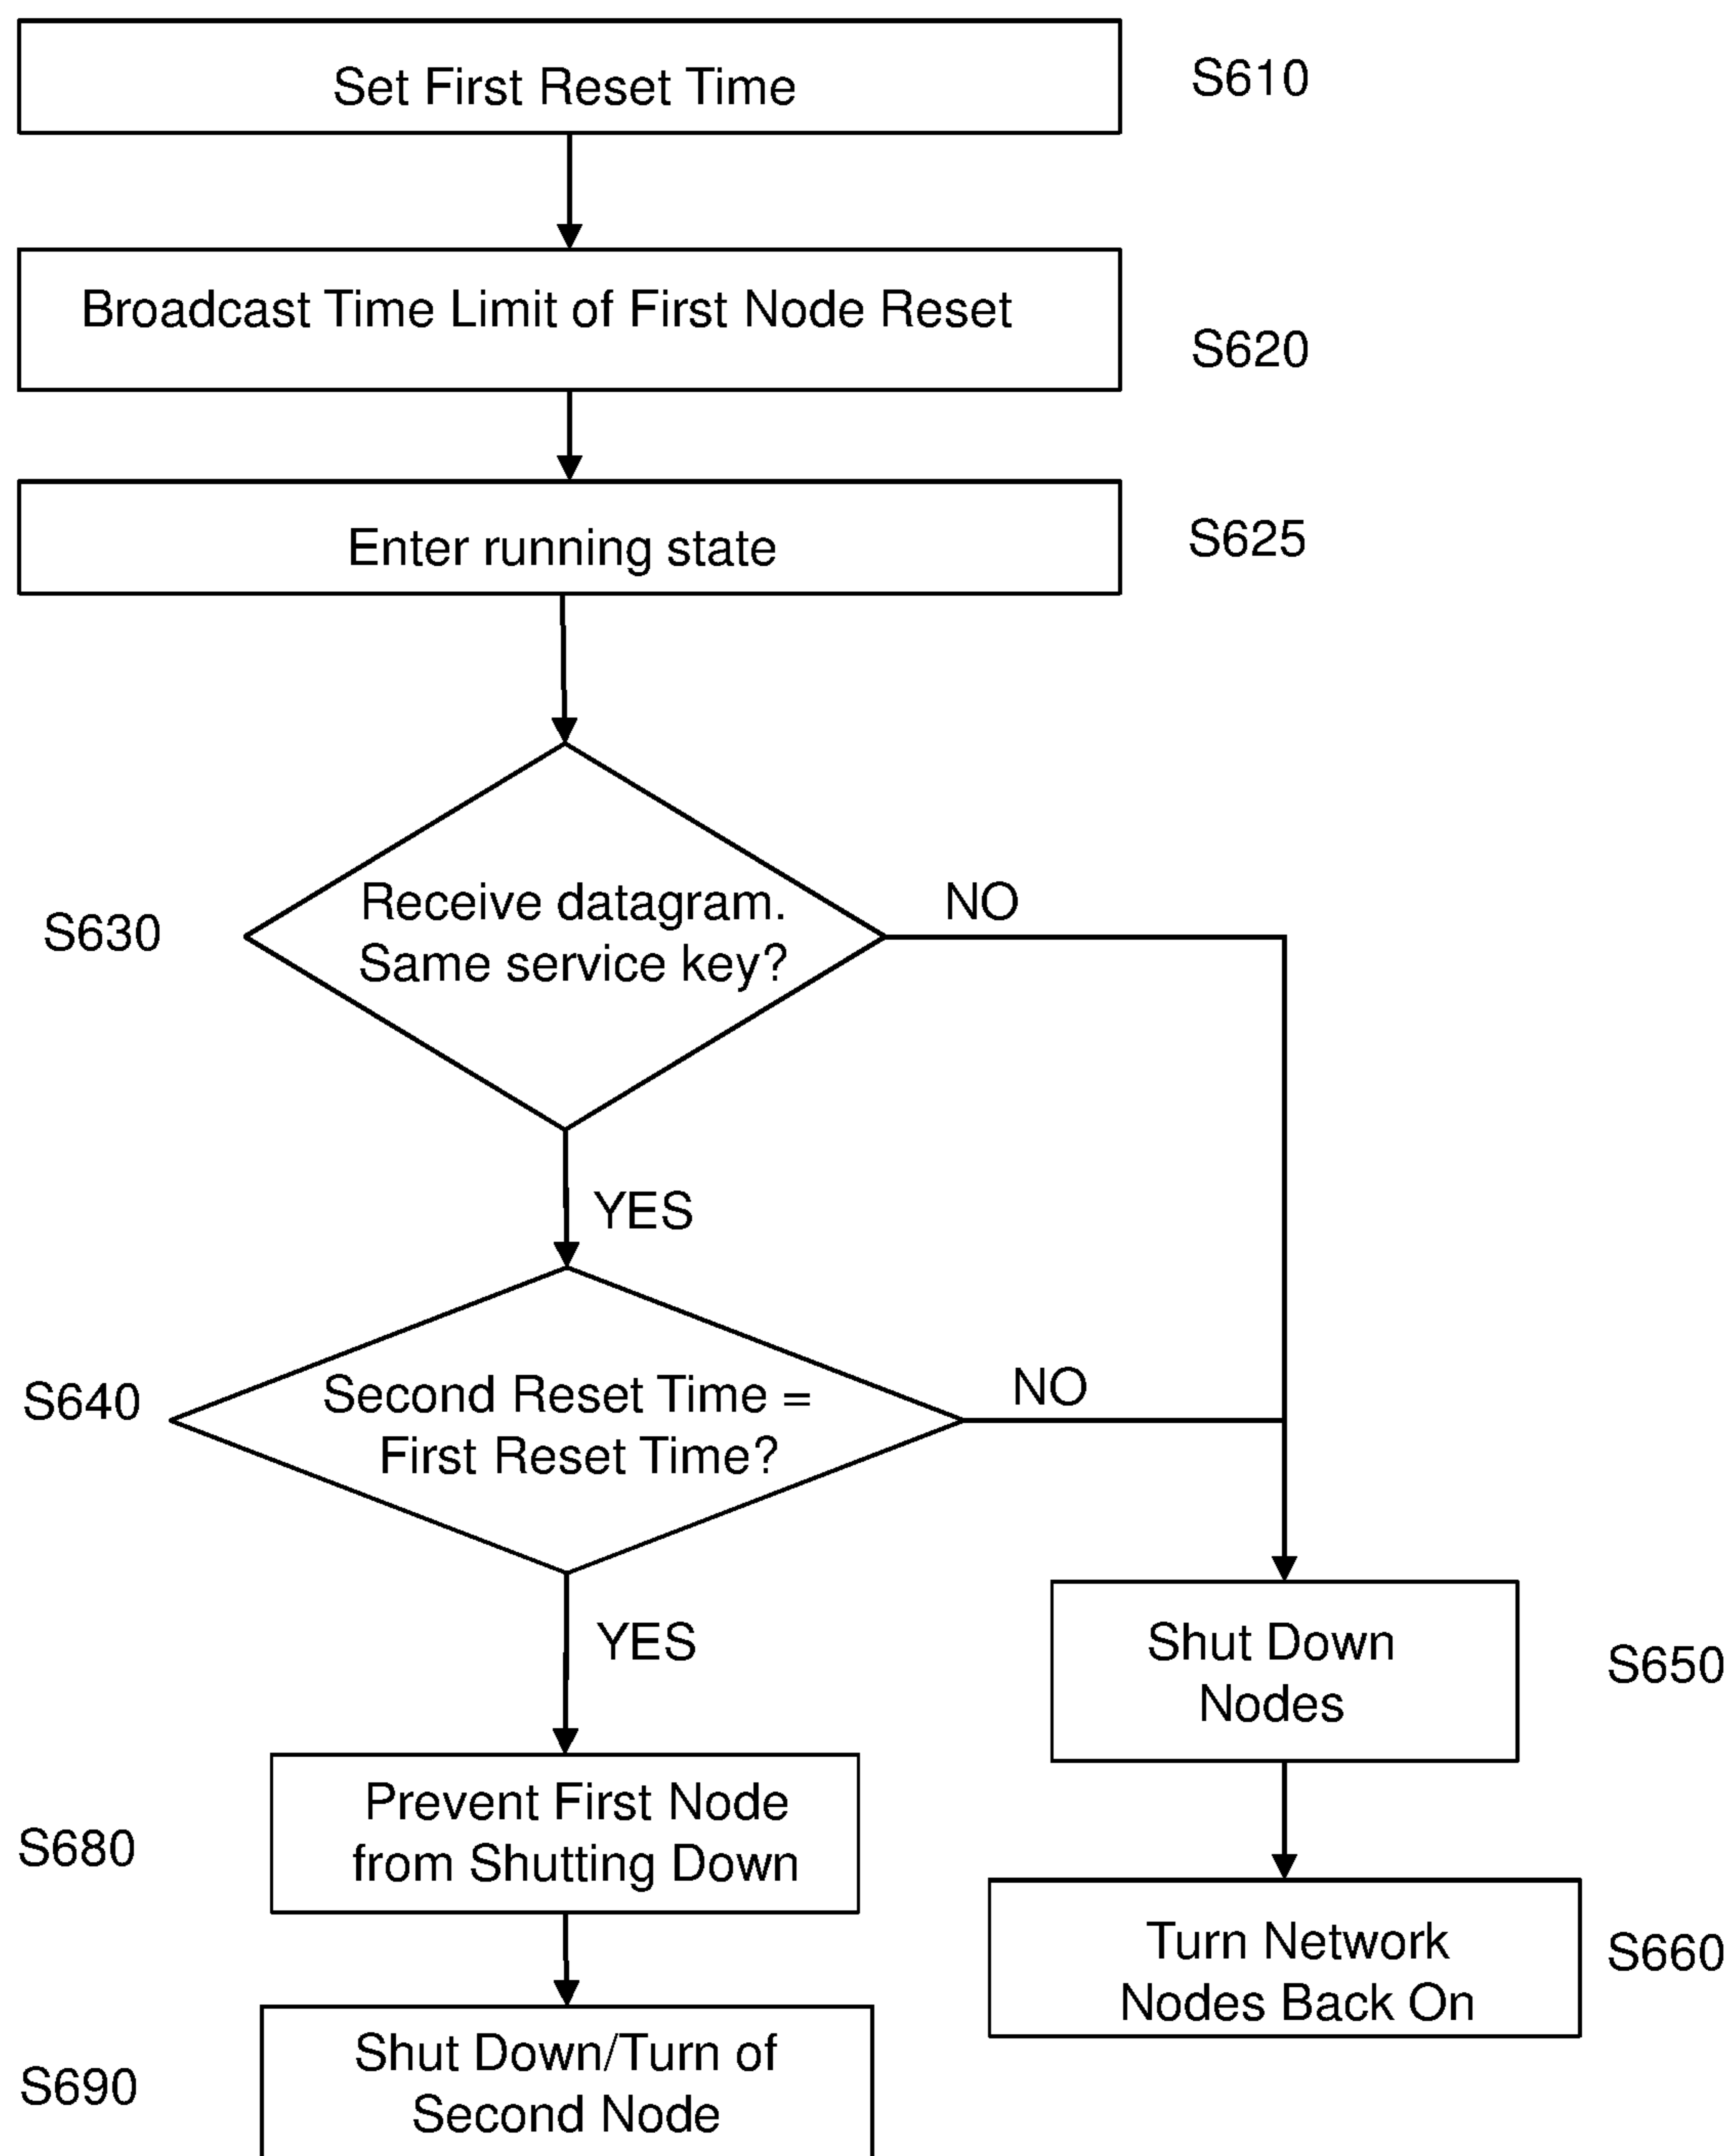 Set First Reset Time
S610
Broadcast Time Limit of First Node Reset
S620
Enter running state
S625
S630
Receive datagram.
Same service key?
NO
YES
S640
Second Reset Time =
First Reset Time?
NO
YES
Shut Down
Nodes
S650
Prevent First Node
from Shutting Down
S680
Turn Network
Nodes Back On
S660
Shut Down/Turn of
Second Node
S690